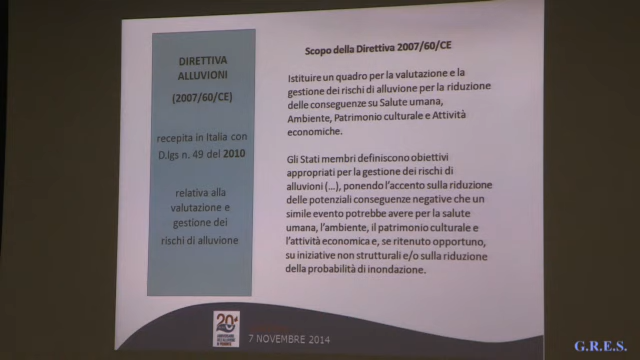 DIRETTIVA
ALLUVIONI
(2007/60/CE)
recepita in Italia con
D.lgs n. 49 del 2010
relativa alla
valutazione e
gestione dei
rischi di alluvione
Scopo della Direttiva 2007/60/CE
Istituire un quadro per la valutazione e la
gestione dei rischi di alluvione per la riduzione
delle conseguenze su Salute umana,
Ambiente, Patrimonio culturale e Attività
economiche.
Gli Stati membri definiscono obiettivi
appropriati per la gestione dei rischi di
alluvioni (...), ponendo l'accento sulla riduzione
delle potenziali conseguenze negative che un
simile evento potrebbe avere per la salute
umana, l'ambiente, il patrimonio culturale e
l'attività economica e, se ritenuto opportuno,
su iniziative non strutturali e/o sulla riduzione
della probabilità di inondazione.
20°
7 NOVEMBRE 2014
G.R.E.S.